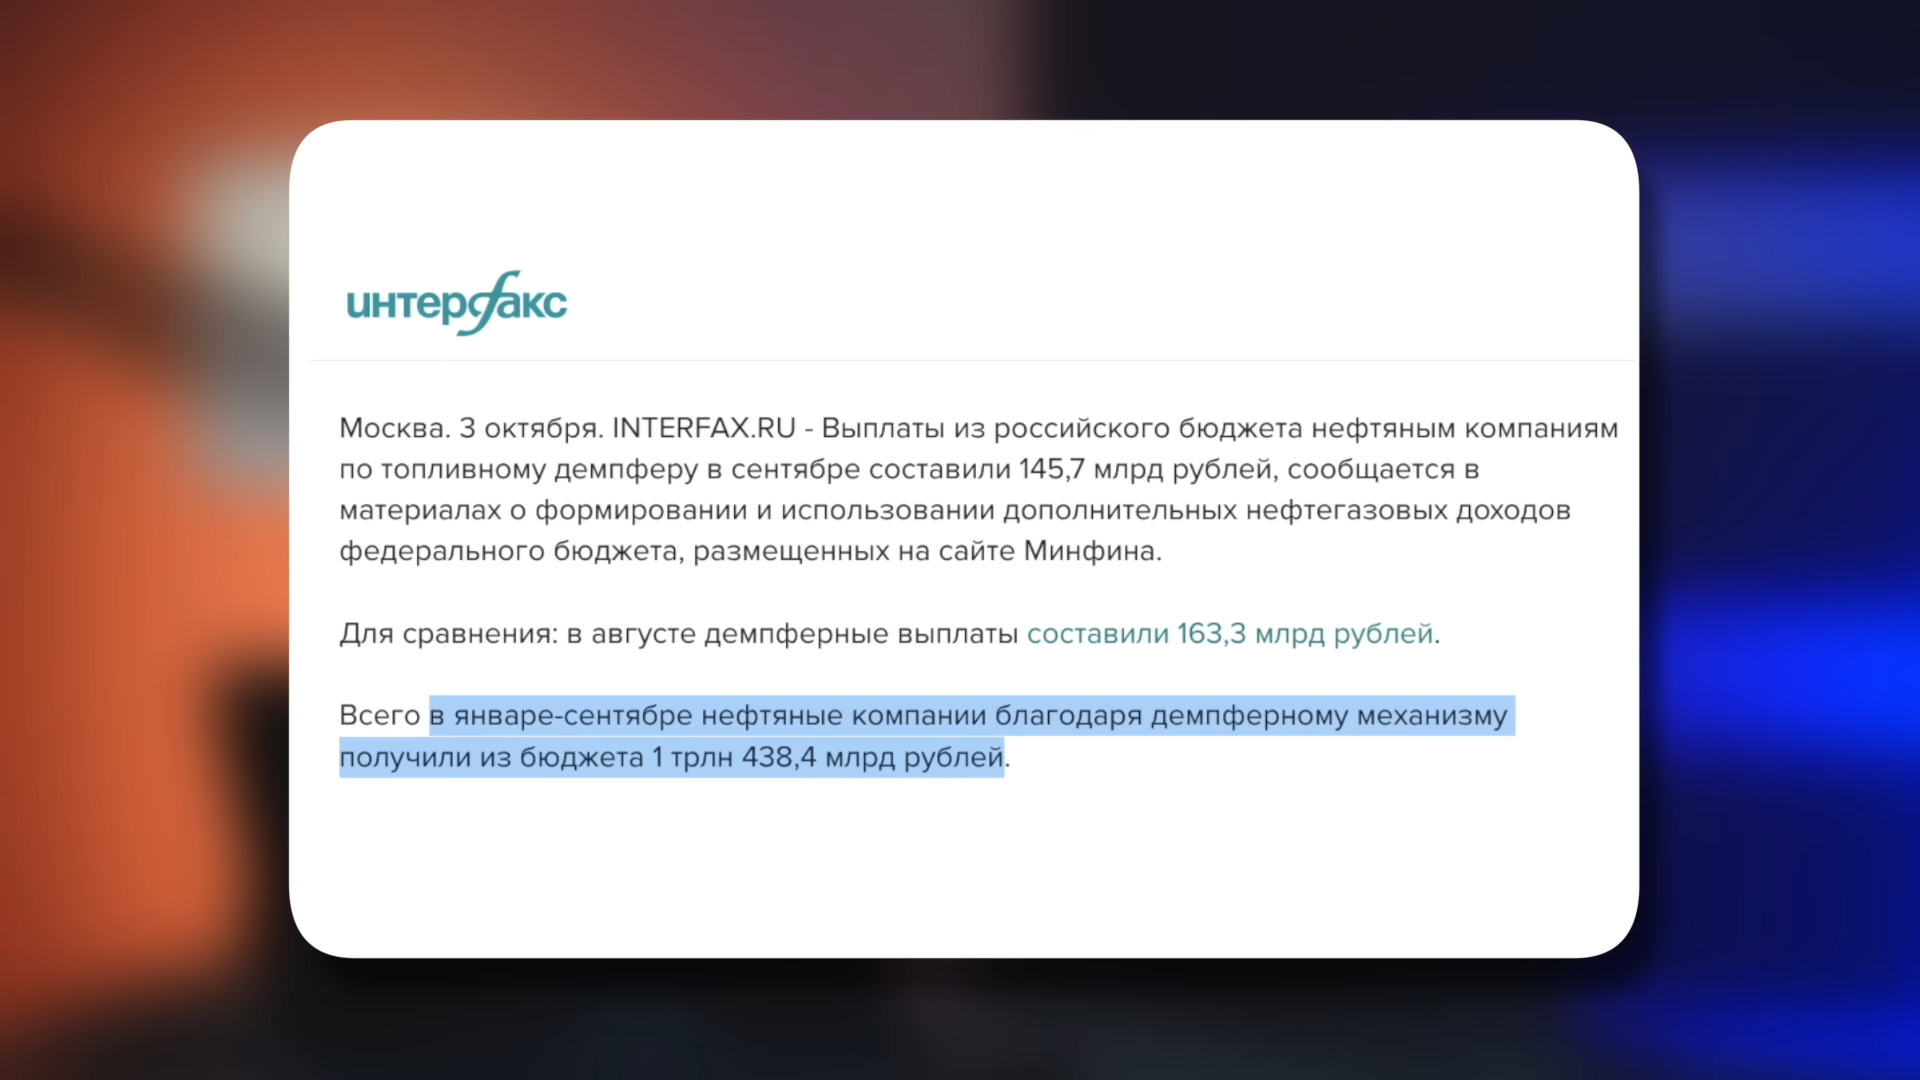 интерфакс
Москва. 3 октября. INTERFAX.RU - Выплаты из российского бюджета нефтяным компаниям
по топливному демпферу в сентябре составили 145,7 млрд рублей, сообщается в
материалах о формировании и использовании дополнительных нефтегазовых доходов
федерального бюджета, размещенных на сайте Минфина.
Для сравнения: в августе демпферные выплаты составили 163,3 млрд рублей.
Всего в январе-сентябре нефтяные компании благодаря демпферному механизму
получили из бюджета 1 трлн 438,4 млрд рублей.